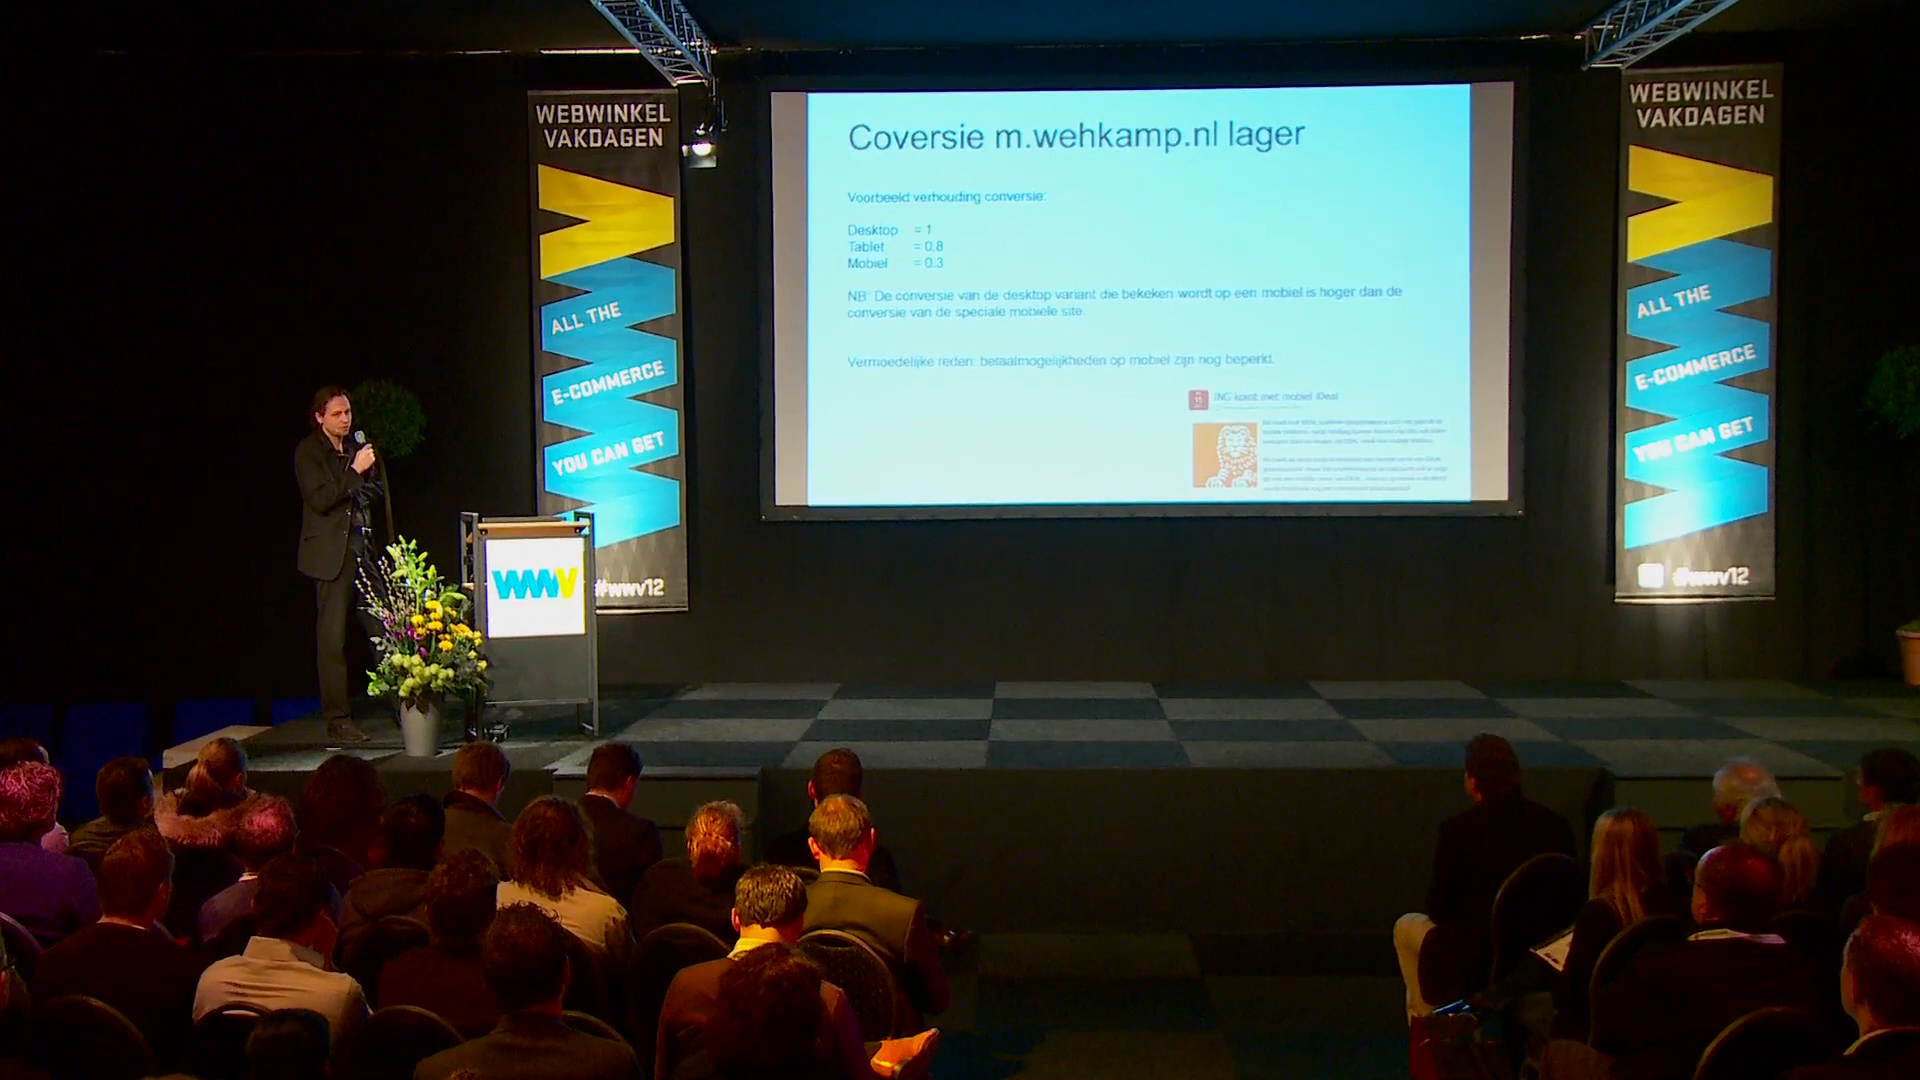 WEBWINKEL
VAKDAGEN
ALL THE
E-COMMERCE
YOU CAN GET
#wwv12
WWV
Coversie m.wehkamp.nl lager
Voorbeeld verhouding conversie:
Desktop = 1
Tablet = 0.8
Mobiel = 0.3
NB: De conversie van de desktop variant die bekeken wordt op een mobiel is hoger dan de
conversie van de speciale mobiele site.
Vermoedelijke reden: betaalmogelijkheden op mobiel zijn nog beperkt.
15
ING komt met mobiel iDeal
WEBWINKEL
VAKDAGEN
ALL THE
E-COMMERCE
YOU CAN GET
#wwv12